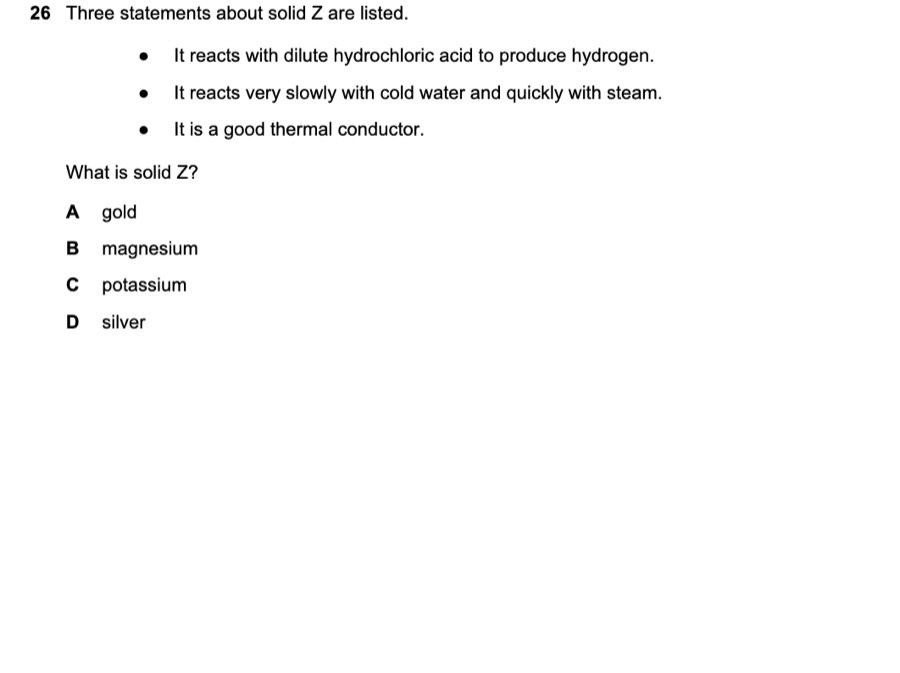 26 Three statements about solid Z are listed.
● It reacts with dilute hydrochloric acid to produce hydrogen.
● It reacts very slowly with cold water and quickly with steam.
● It is a good thermal conductor.
What is solid Z?
A gold
B magnesium
C potassium
D silver